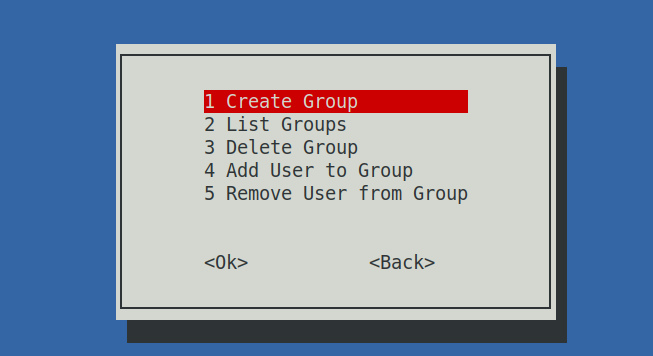 1 Create Group
2 List Groups
3 Delete Group
4 Add User to Group
5 Remove User from Group
<Ok> <Back>